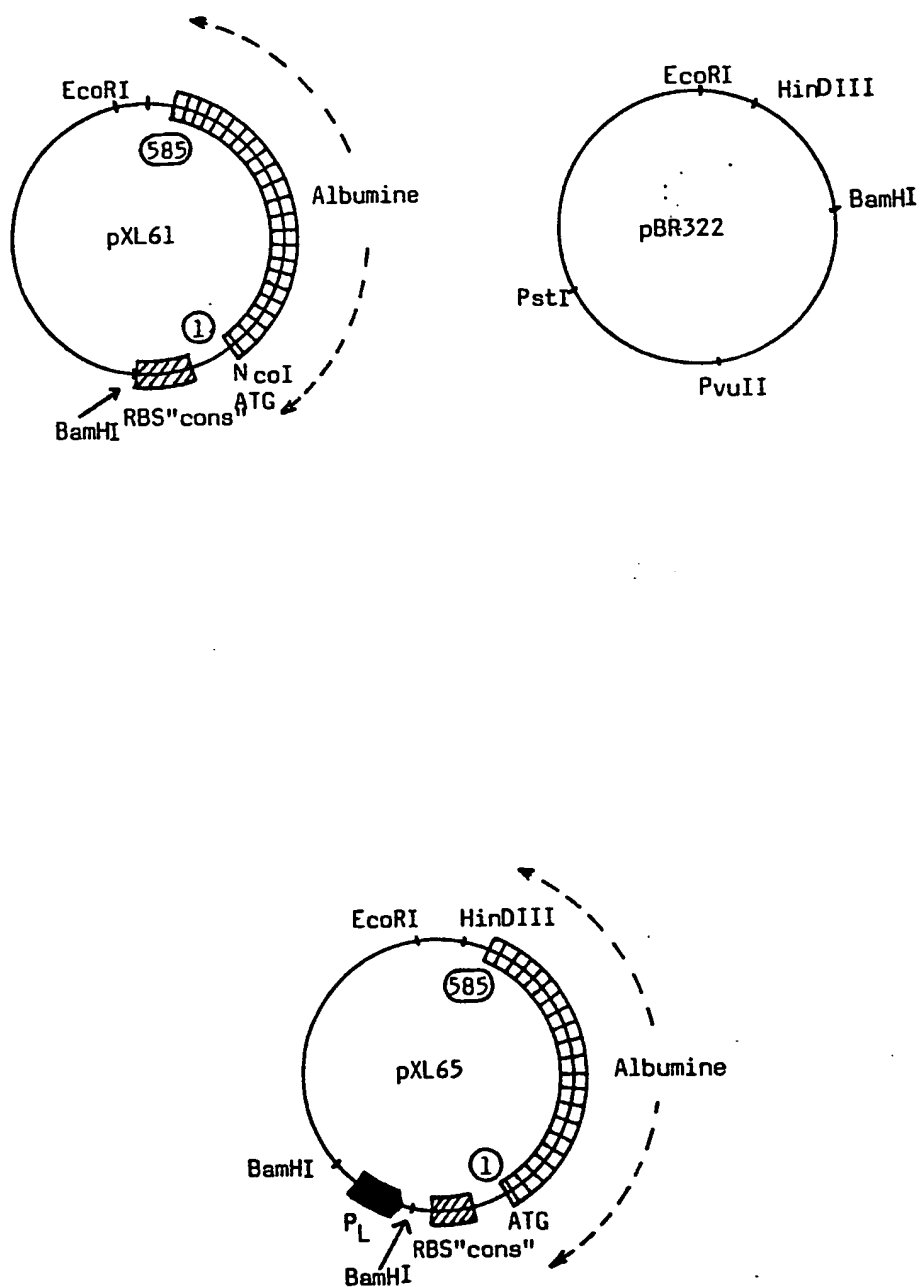 EcoRI
585
Albumine
pXL61
1
NcoI
ATG
RBS"cons"
BamHI
EcoRI
HinDIII
BamHI
pBR322
PstI
PvuII
EcoRI
HinDIII
585
Albumine
pXL65
1
BamHI
PL
ATG
RBS"cons"
BamHI